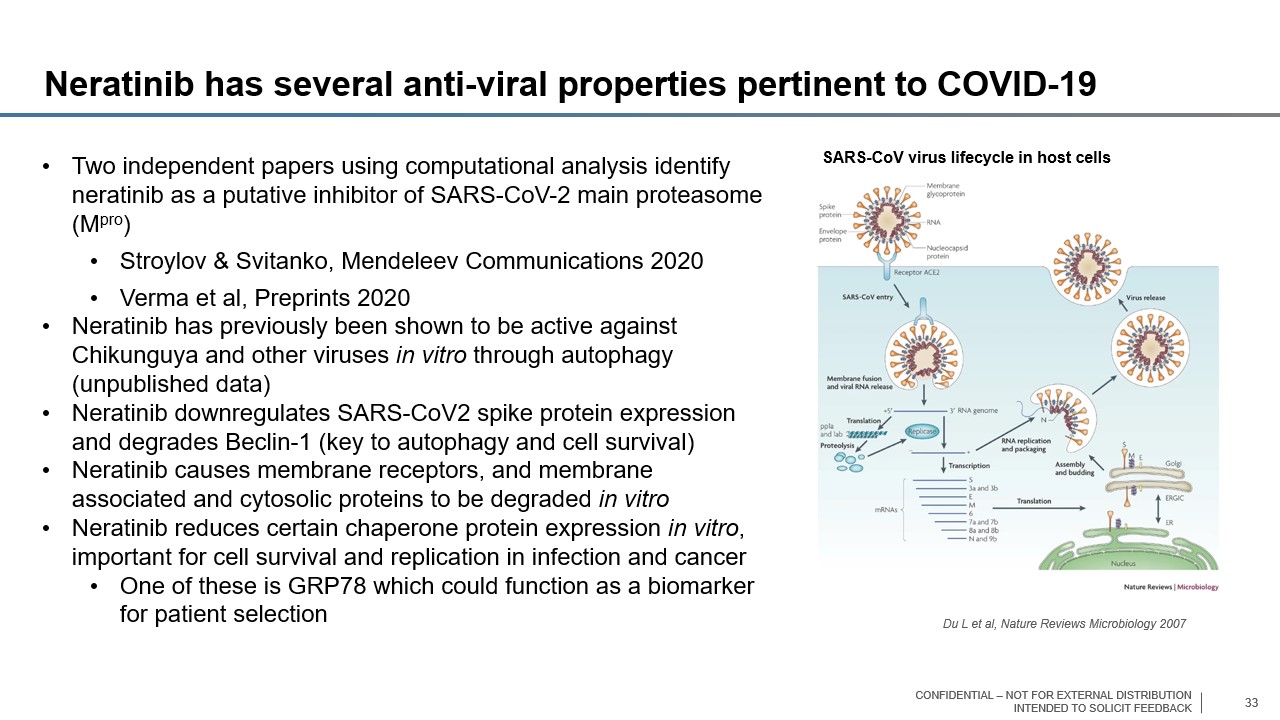 Neratinib has several anti-viral properties pertinent to COVID-19
• Two independent papers using computational analysis identify
neratinib as a putative inhibitor of SARS-CoV-2 main proteasome
(Mpro)
• Stroylov & Svitanko, Mendeleev Communications 2020
• Verma et al, Preprints 2020
• Neratinib has previously been shown to be active against
Chikunguya and other viruses in vitro through autophagy
(unpublished data)
• Neratinib downregulates SARS-CoV2 spike protein expression
and degrades Beclin-1 (key to autophagy and cell survival)
• Neratinib causes membrane receptors, and membrane
associated and cytosolic proteins to be degraded in vitro
• Neratinib reduces certain chaperone protein expression in vitro,
important for cell survival and replication in infection and cancer
• One of these is GRP78 which could function as a biomarker
for patient selection
SARS-CoV virus lifecycle in host cells
Membrane
glycoprotein
Spike
protein
RNA
Envelope
protein
Nucleocapsid
protein
Receptor ACE2
SARS-CoV entry
Virus release
Membrane fusion
and viral RNA release
+5' 3' RNA genome
Translation
ppla
and lab
Replicase
Proteolysis
N
RNA replication
and packaging
- +
Transcription
Assembly
and budding
S
M
E
Golgi
ERGIC
ER
mRNAs
S
3a and 3b
E
M
6
7a and 7b
8a and 8b
N and 9b
Translation
Nucleus
Nature Reviews | Microbiology
Du L et al, Nature Reviews Microbiology 2007
CONFIDENTIAL – NOT FOR EXTERNAL DISTRIBUTION
INTENDED TO SOLICIT FEEDBACK
33